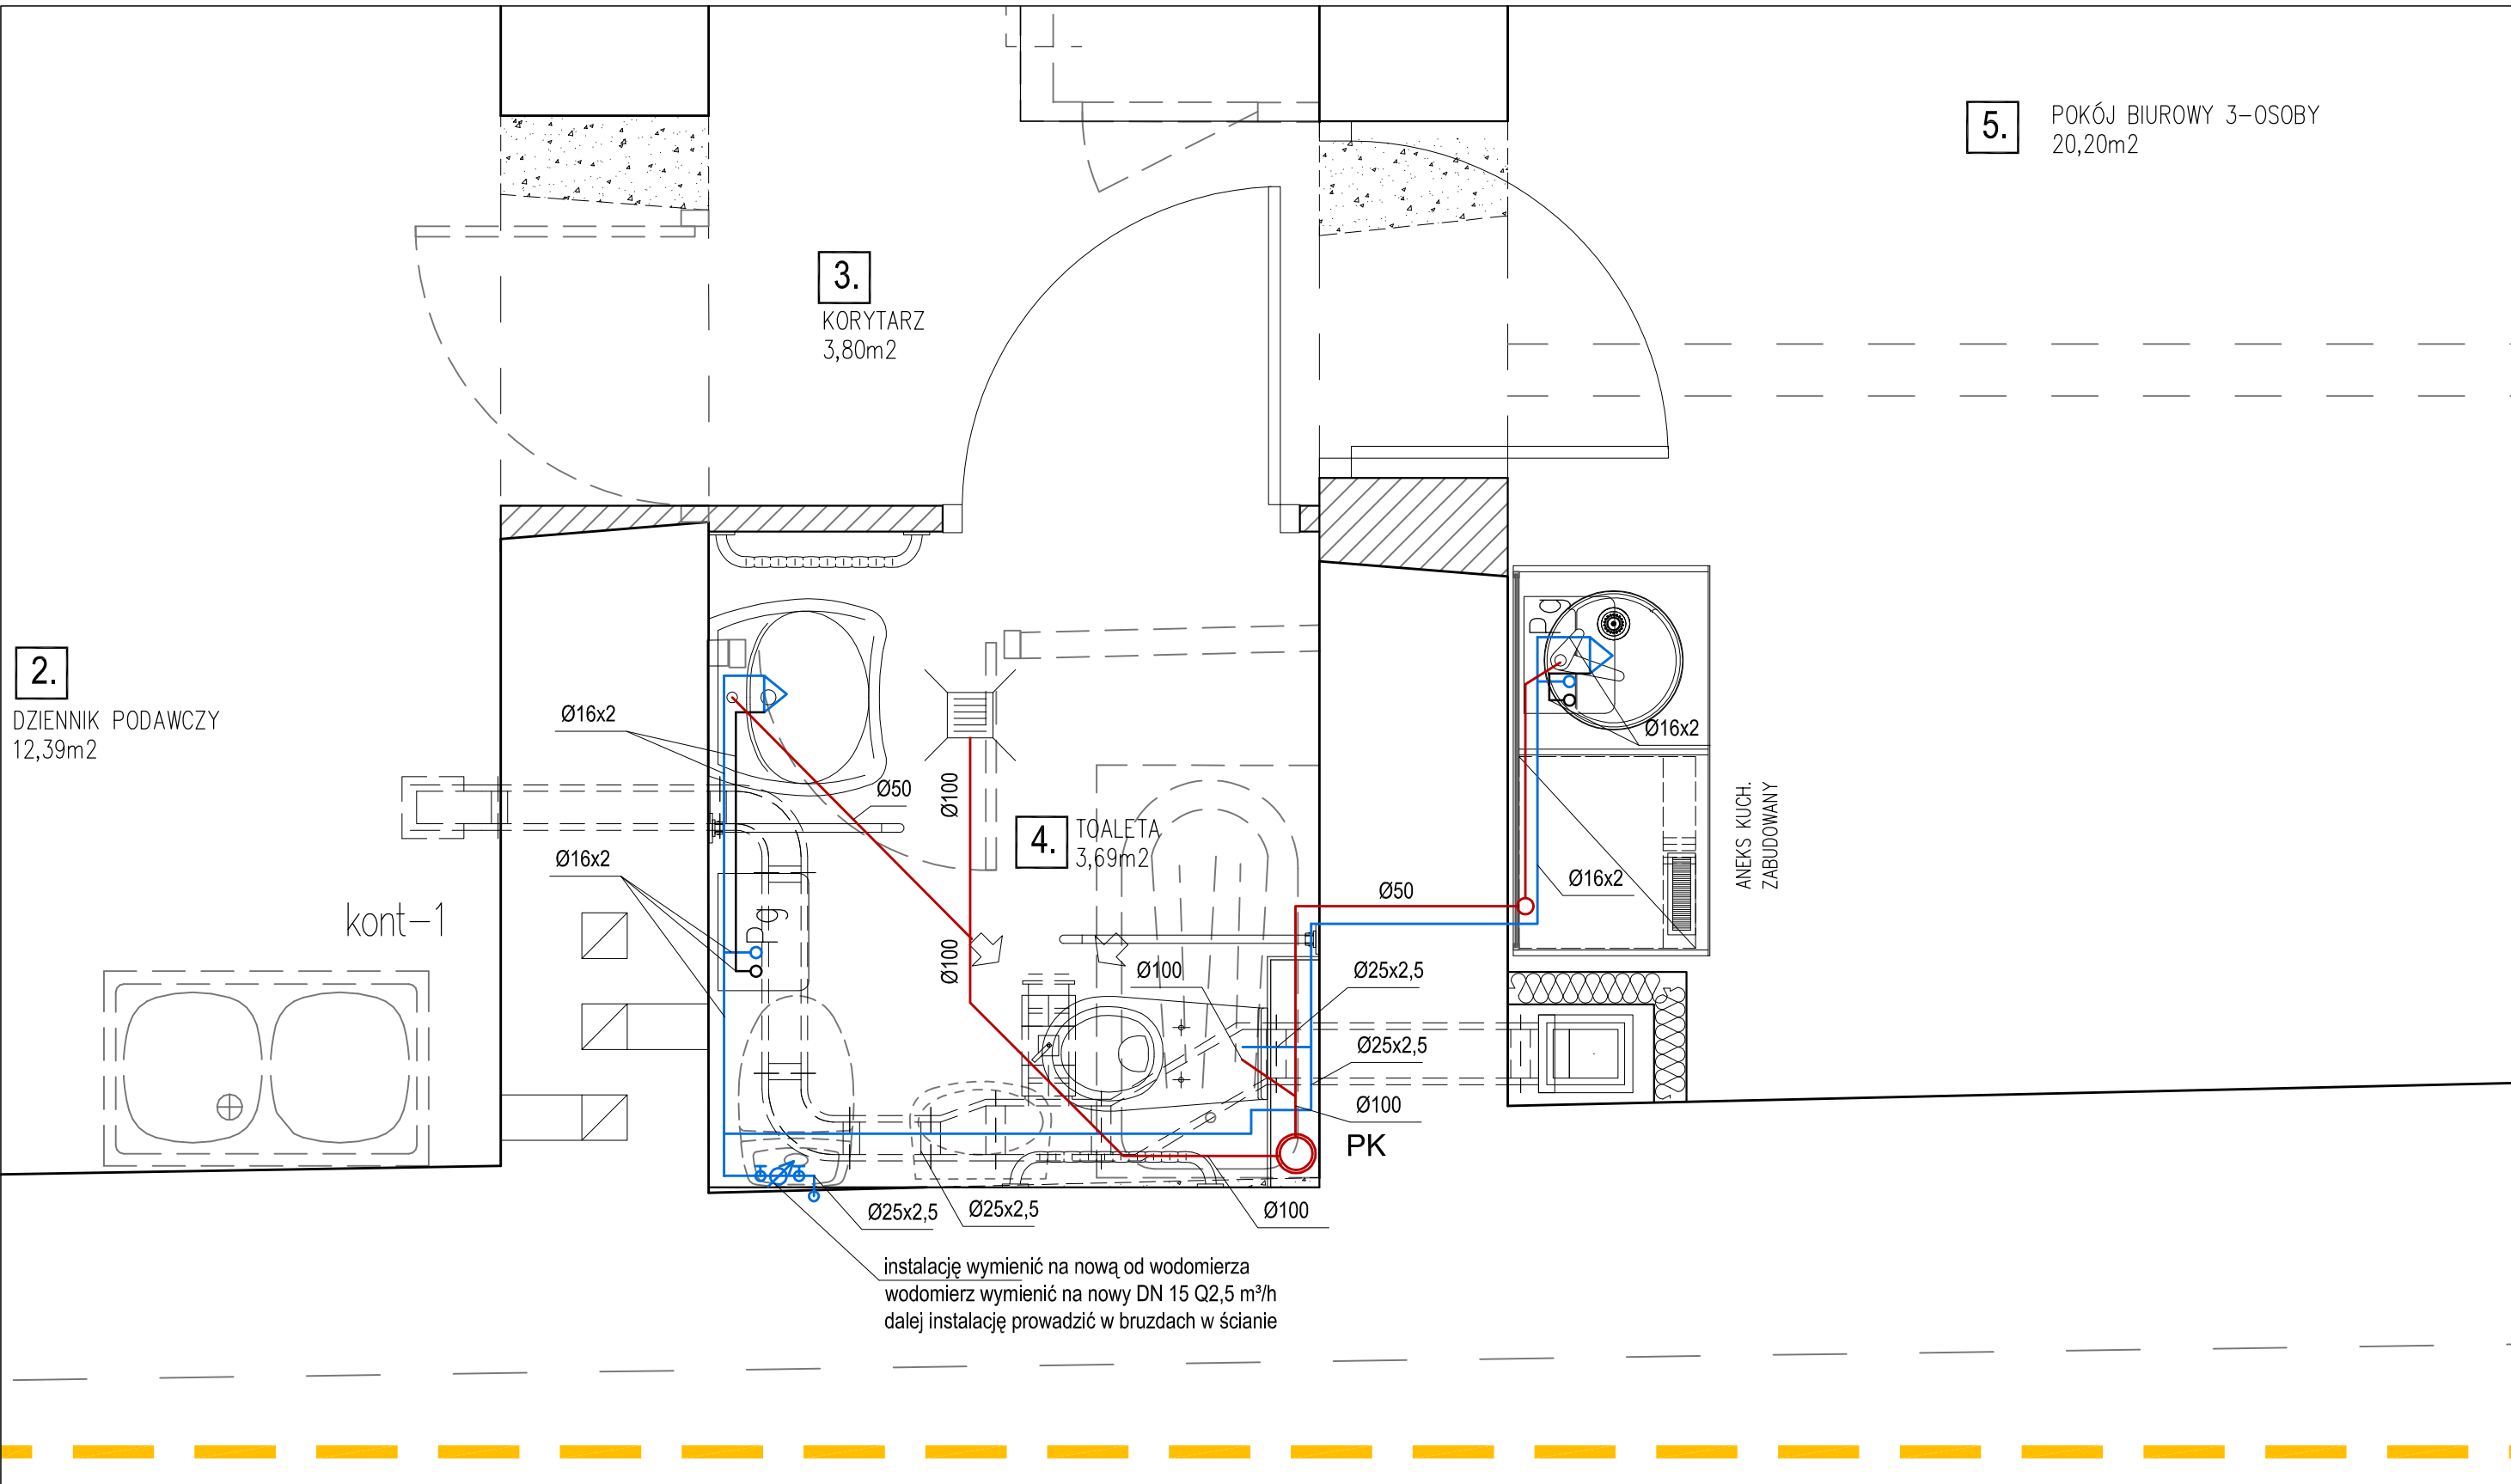 5.
POKÓJ BIUROWY 3-OSOBY
20,20m2
3.
KORYTARZ
3,80m2
2.
DZIENNIK PODAWCZY
12,39m2
Ø16x2
Ø50
Ø100
Ø16x2
4.
TOALETA
3,69m2
kont-1
Pg
Ø100
Ø100
Ø50
Ø25x2,5
Ø25x2,5
Ø100
PK
Ø16x2
Ø16x2
ANEKS KUCH.
ZABUDOWANY
Ø25x2,5
Ø25x2,5
Ø100
instalację wymienić na nową od wodomierza
wodomierz wymienić na nowy DN 15 Q2,5 m³/h
dalej instalację prowadzić w bruzdach w ścianie